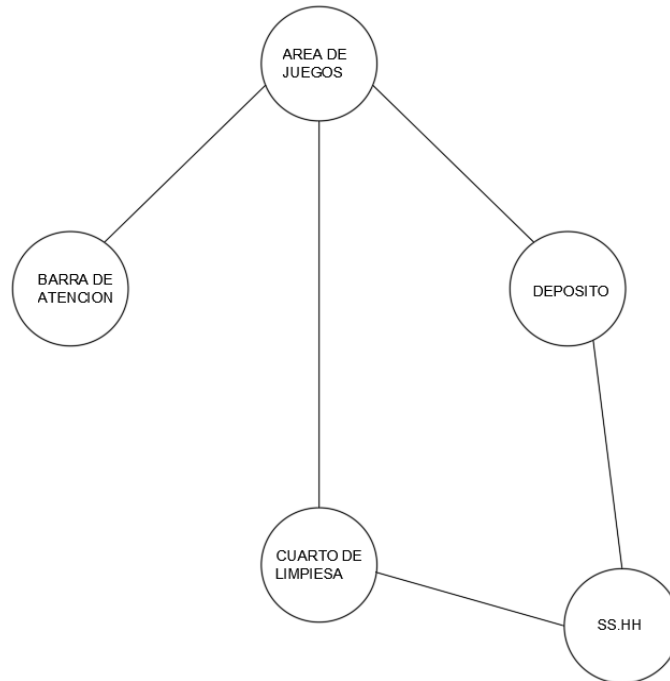 AREA DE
JUEGOS
BARRA DE
ATENCION
DEPOSITO
CUARTO DE
LIMPIESA
SS.HH